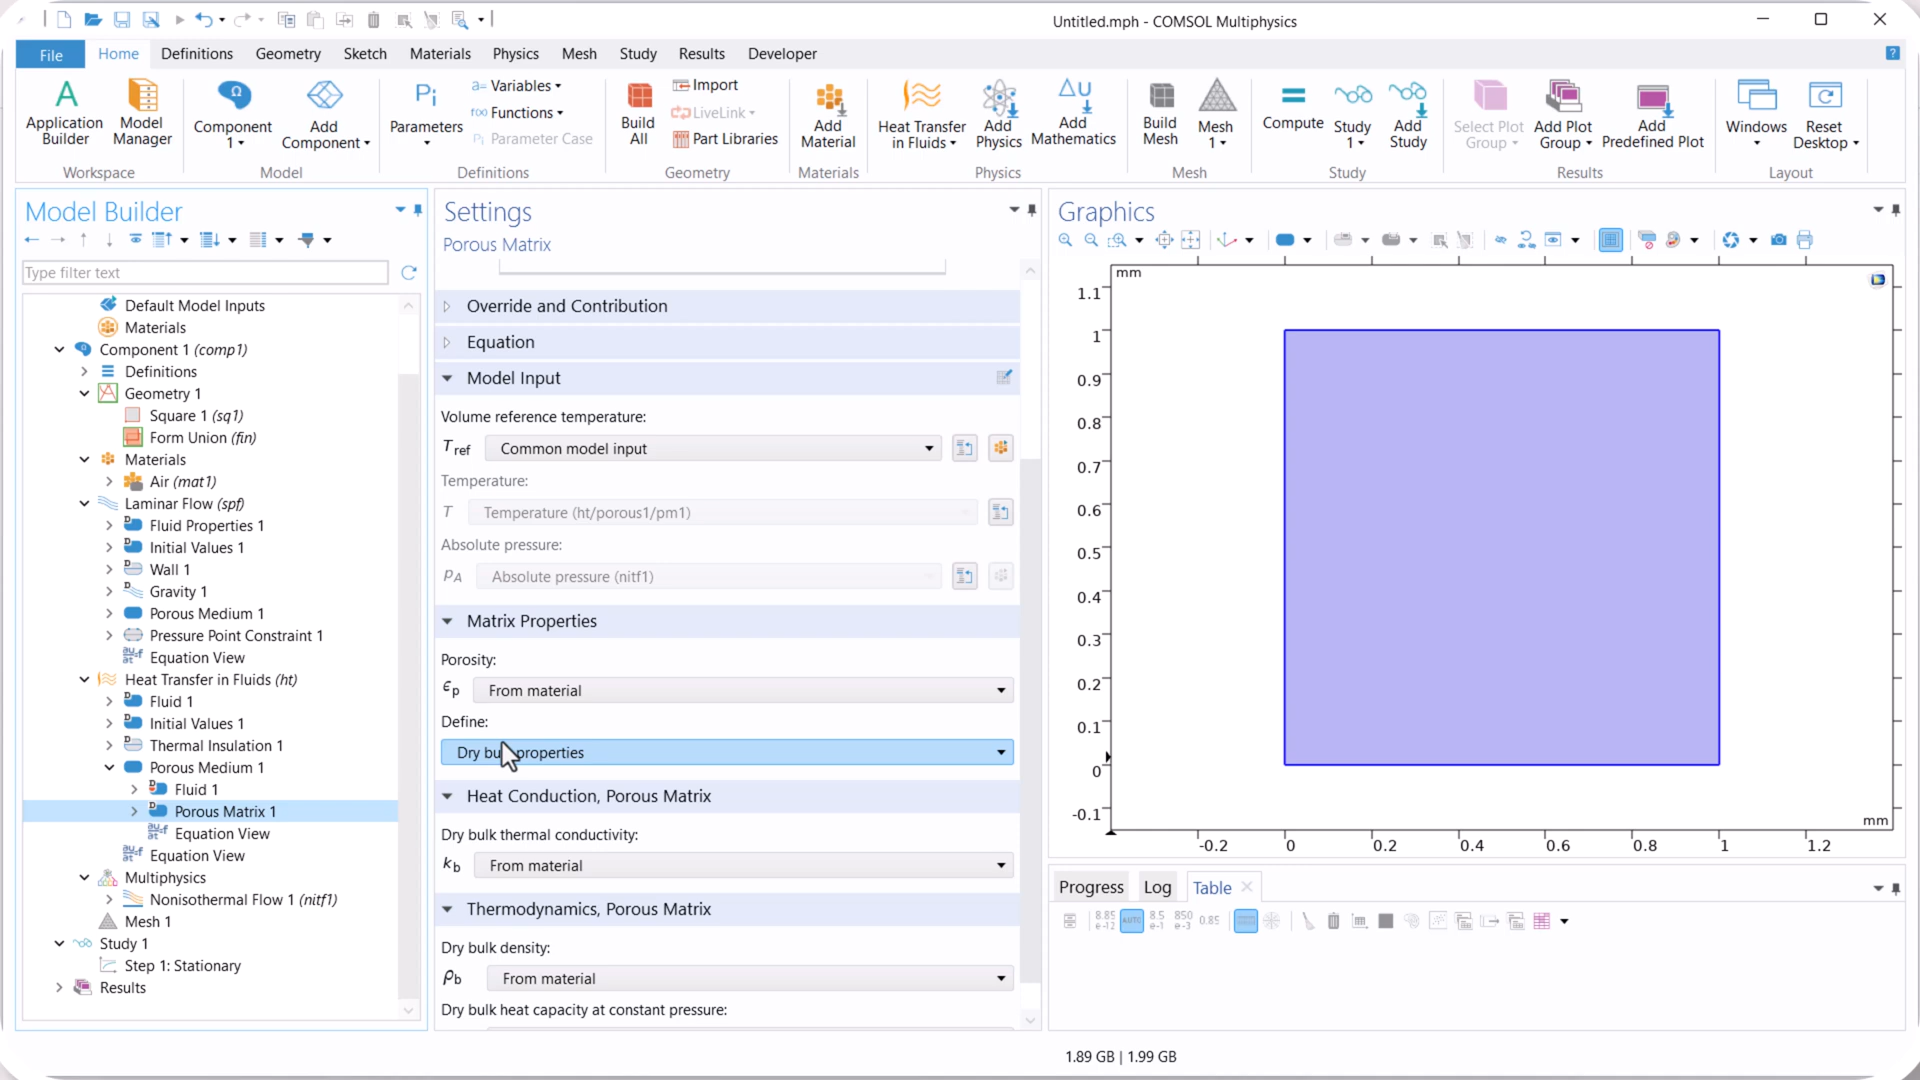 Untitled.mph - COMSOL Multiphysics
File Home Definitions Geometry Sketch Materials Physics Mesh Study Results Developer
Application Builder
Model Manager
Workspace
Component 1
Add Component
Model
Pi
Parameters
a= Variables
f(x) Functions
Pi Parameter Case
Definitions
Build All
Import
LiveLink
Part Libraries
Geometry
Add Material
Materials
Heat Transfer in Fluids
Add Physics
Add Mathematics
Physics
Build Mesh
Mesh 1
Mesh
Compute
Study 1
Add Study
Study
Select Plot Group
Add Plot Group
Add Predefined Plot
Results
Windows
Reset Desktop
Layout
Model Builder
Type filter text
Default Model Inputs
Materials
Component 1 (comp1)
Definitions
Geometry 1
Square 1 (sq1)
Form Union (fin)
Materials
Air (mat1)
Laminar Flow (spf)
Fluid Properties 1
Initial Values 1
Wall 1
Gravity 1
Porous Medium 1
Pressure Point Constraint 1
Equation View
Heat Transfer in Fluids (ht)
Fluid 1
Initial Values 1
Thermal Insulation 1
Porous Medium 1
Fluid 1
Porous Matrix 1
Equation View
Equation View
Multiphysics
Nonisothermal Flow 1 (nitf1)
Mesh 1
Study 1
Step 1: Stationary
Results
Settings
Porous Matrix
Override and Contribution
Equation
Model Input
Volume reference temperature:
Tref Common model input
Temperature:
T Temperature (ht/porous1/pm1)
Absolute pressure:
pA Absolute pressure (nitf1)
Matrix Properties
Porosity:
ϵp From material
Define:
Dry bulk properties
Heat Conduction, Porous Matrix
Dry bulk thermal conductivity:
kb From material
Thermodynamics, Porous Matrix
Dry bulk density:
ρb From material
Dry bulk heat capacity at constant pressure:
Graphics
mm
1.1
1
0.9
0.8
0.7
0.6
0.5
0.4
0.3
0.2
0.1
0
-0.1
mm
-0.2 0 0.2 0.4 0.6 0.8 1 1.2
Progress Log Table
8.85 e-12 AUTO 8.5 e-1 850 e-3 0.85
1.89 GB | 1.99 GB